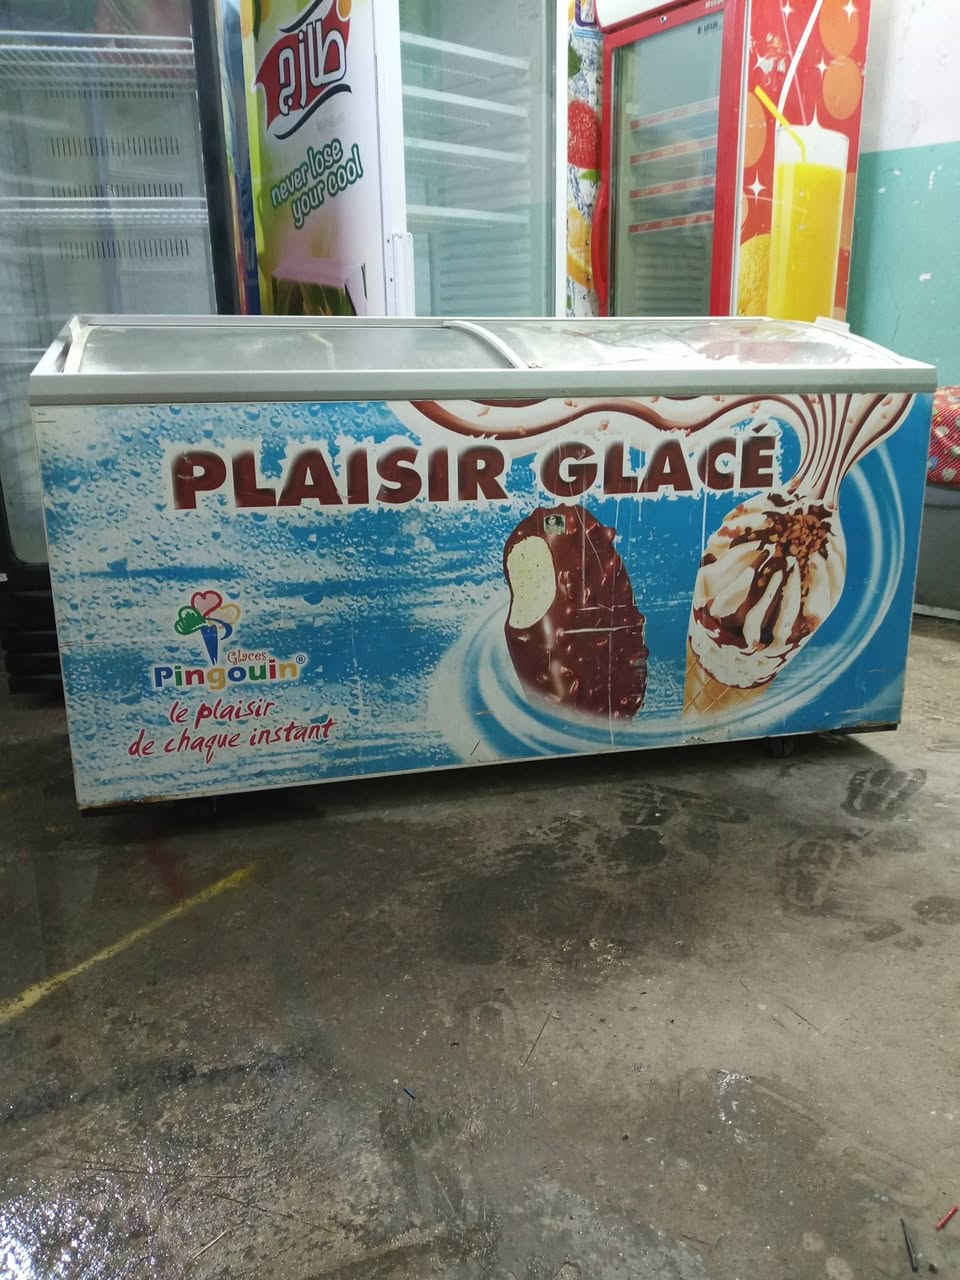 طازج
never lose
your cool
PLAISIR GLACÉ
Glaces
Pingouin®
le plaisir
de chaque instant